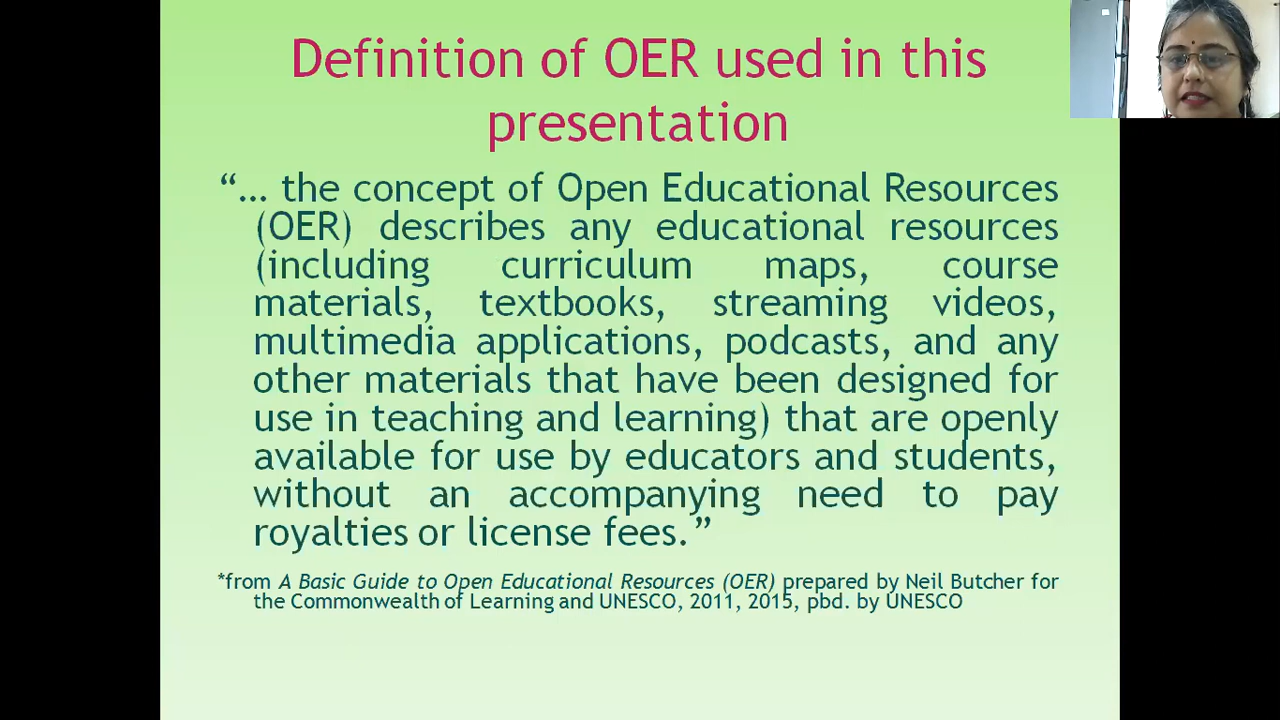 Definition of OER used in this
presentation
“… the concept of Open Educational Resources
(OER) describes any educational resources
(including curriculum maps, course
materials, textbooks, streaming videos,
multimedia applications, podcasts, and any
other materials that have been designed for
use in teaching and learning) that are openly
available for use by educators and students,
without an accompanying need to pay
royalties or license fees.”
*from A Basic Guide to Open Educational Resources (OER) prepared by Neil Butcher for
the Commonwealth of Learning and UNESCO, 2011, 2015, pbd. by UNESCO